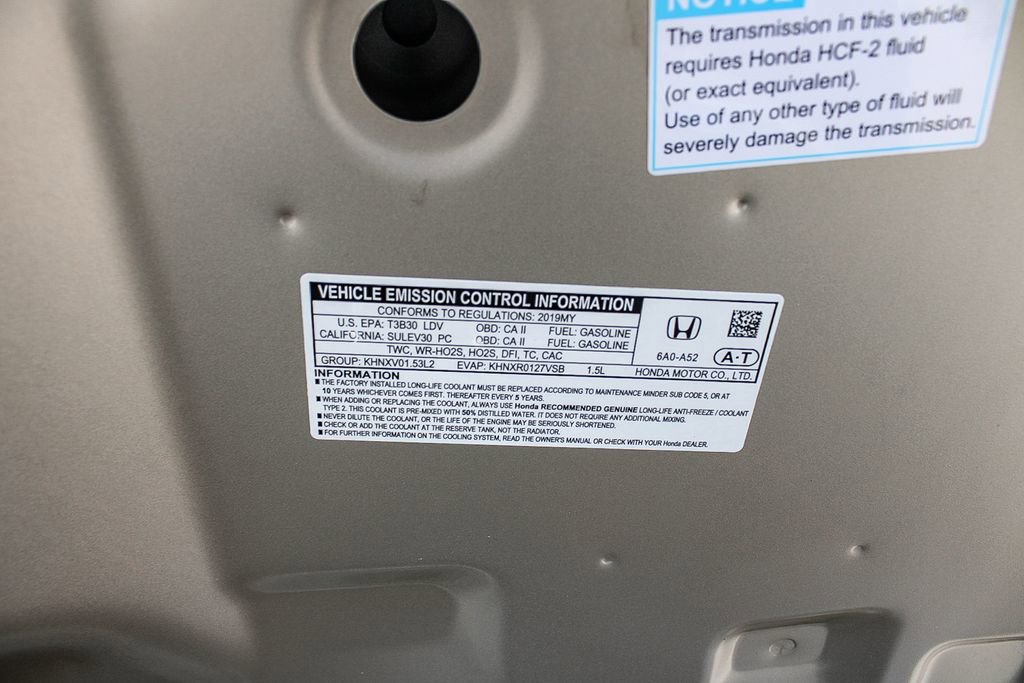 NOTICE
The transmission in this vehicle
requires Honda HCF-2 fluid
(or exact equivalent).
Use of any other type of fluid will
severely damage the transmission.
VEHICLE EMISSION CONTROL INFORMATION
CONFORMS TO REGULATIONS: 2019MY
U.S. EPA: T3B30 LDV OBD: CA II FUEL: GASOLINE
CALIFORNIA: SULEV30 PC OBD: CA II FUEL: GASOLINE
TWC, WR-HO2S, HO2S, DFI, TC, CAC
GROUP: KHNXV01.53L2 EVAP: KHNXR0127VSB 1.5L
6A0-A52 A·T
HONDA MOTOR CO., LTD.
INFORMATION
■ THE FACTORY INSTALLED LONG-LIFE COOLANT MUST BE REPLACED ACCORDING TO MAINTENANCE MINDER SUB CODE 5, OR AT
10 YEARS WHICHEVER COMES FIRST. THEREAFTER EVERY 5 YEARS.
■ WHEN ADDING OR REPLACING THE COOLANT, ALWAYS USE Honda RECOMMENDED GENUINE LONG-LIFE ANTI-FREEZE / COOLANT
TYPE 2. THIS COOLANT IS PRE-MIXED WITH 50% DISTILLED WATER. IT DOES NOT REQUIRE ANY ADDITIONAL MIXING.
■ NEVER DILUTE THE COOLANT, OR THE LIFE OF THE ENGINE MAY BE SERIOUSLY SHORTENED.
■ CHECK OR ADD THE COOLANT AT THE RESERVE TANK, NOT THE RADIATOR.
■ FOR FURTHER INFORMATION ON THE COOLING SYSTEM, READ THE OWNER'S MANUAL OR CHECK WITH YOUR Honda DEALER.